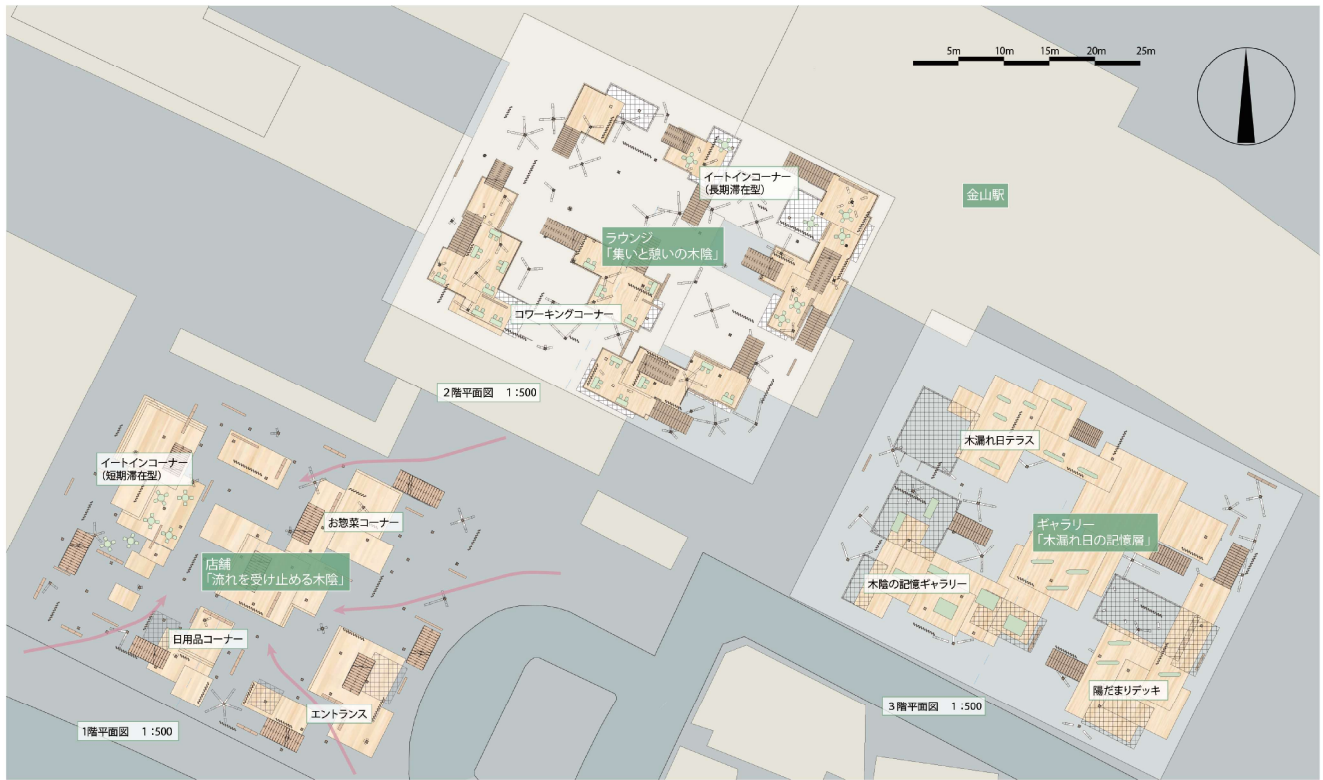 5m 10m 15m 20m 25m
金山駅
イートインコーナー
（長期滞在型）
ラウンジ
「集いと憩いの木陰」
コワーキングコーナー
2階平面図 1:500
イートインコーナー
（短期滞在型）
お惣菜コーナー
店舗
「流れを受け止める木陰」
日用品コーナー
エントランス
1階平面図 1:500
木漏れ日テラス
ギャラリー
「木漏れ日の記憶層」
木陰の記憶ギャラリー
陽だまりデッキ
3階平面図 1:500